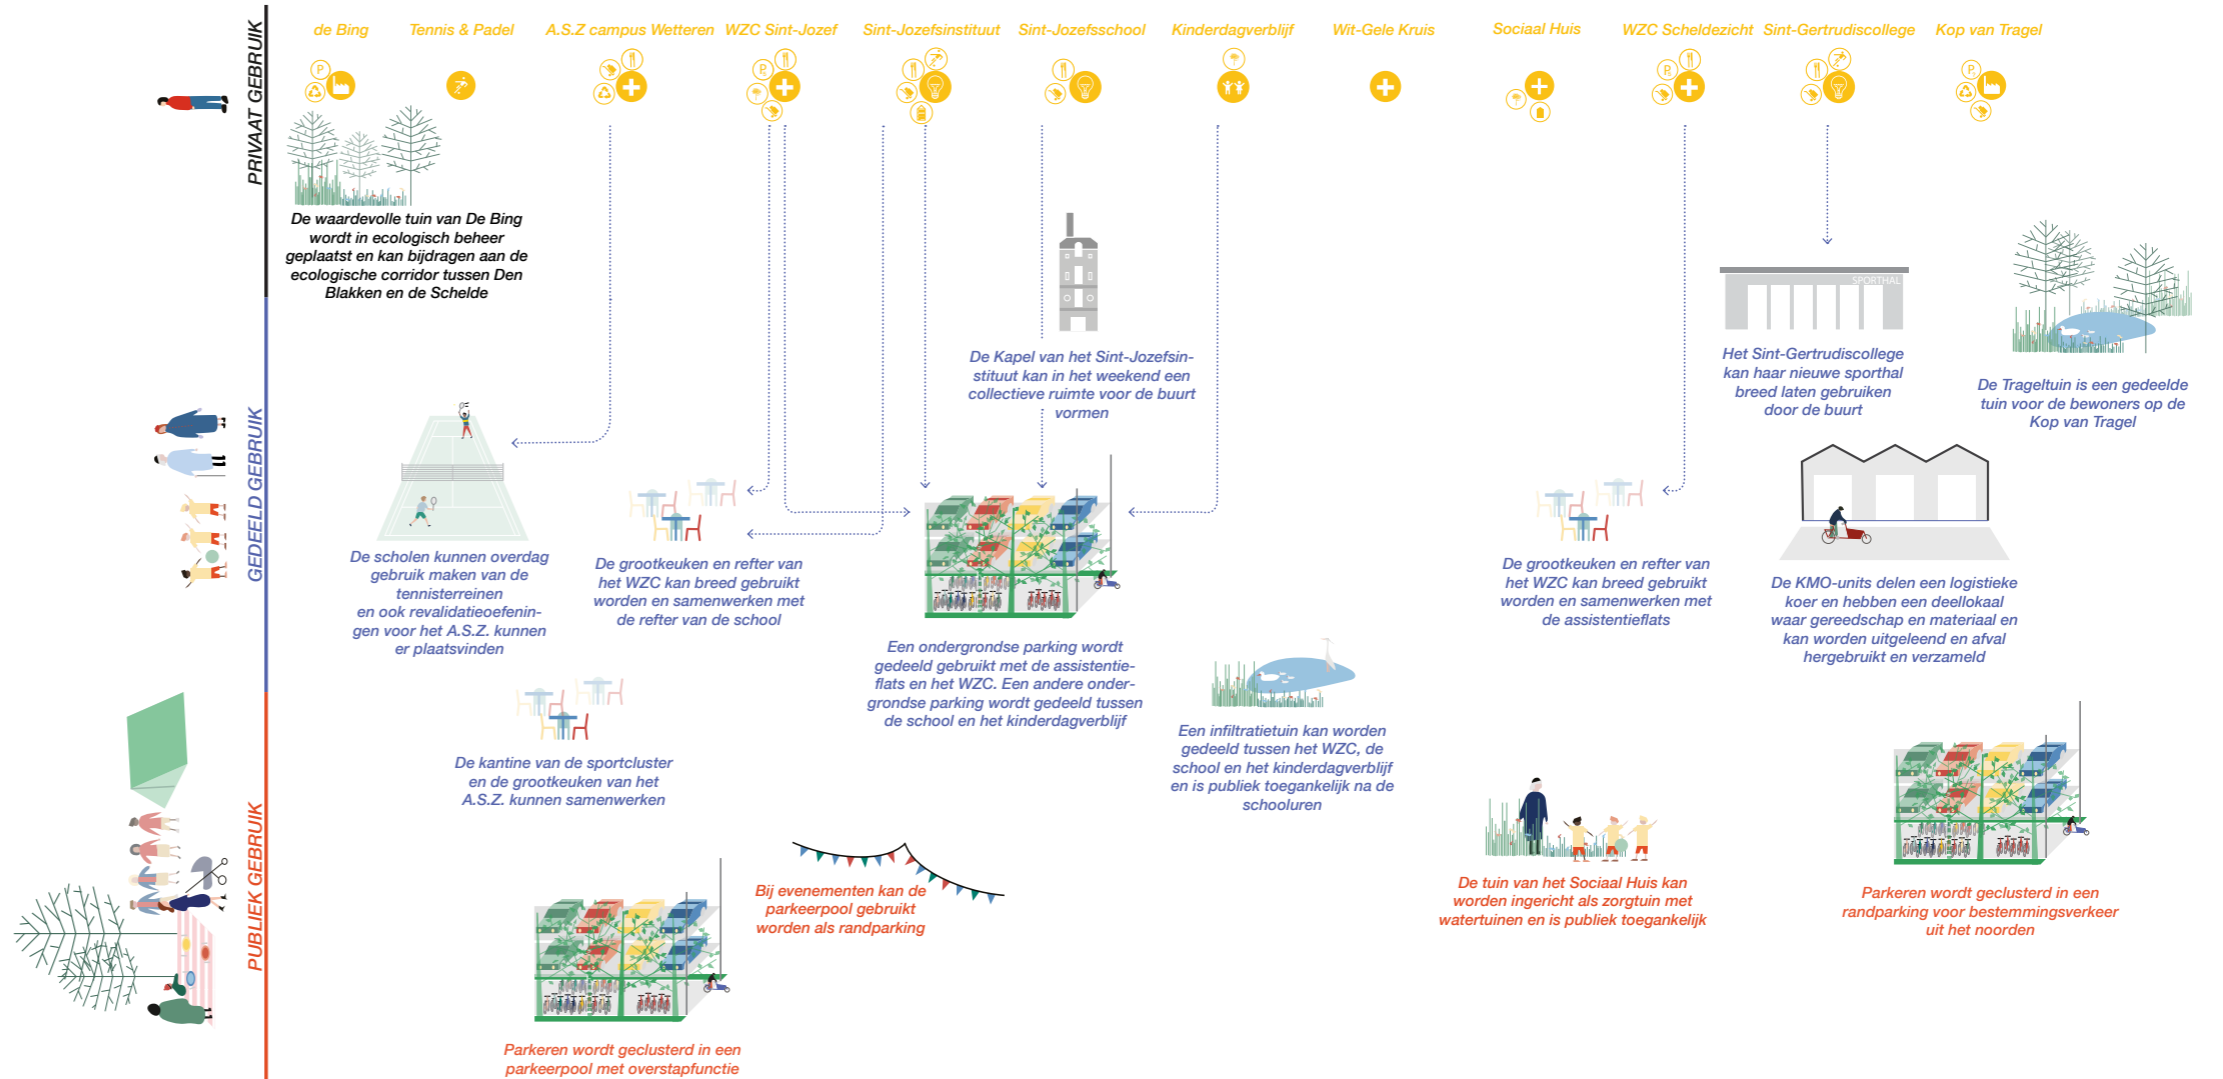 PRIVAAT GEBRUIK
GEDEELD GEBRUIK
PUBLIEK GEBRUIK
de Bing
Tennis & Padel
A.S.Z campus Wetteren
WZC Sint-Jozef
Sint-Jozefsinstituut
Sint-Jozefsschool
Kinderdagverblijf
Wit-Gele Kruis
Sociaal Huis
WZC Scheldezicht
Sint-Gertrudiscollege
Kop van Tragel
P
P
P
P
De waardevolle tuin van De Bing
wordt in ecologisch beheer
geplaatst en kan bijdragen aan de
ecologische corridor tussen Den
Blakken en de Schelde
SPORTHAL
De Kapel van het Sint-Jozefsin-
stituut kan in het weekend een
collectieve ruimte voor de buurt
vormen
Het Sint-Gertrudiscollege
kan haar nieuwe sporthal
breed laten gebruiken
door de buurt
De Trageltuin is een gedeelde
tuin voor de bewoners op de
Kop van Tragel
De scholen kunnen overdag
gebruik maken van de
tennisterreinen
en ook revalidatieoefenin-
gen voor het A.S.Z. kunnen
er plaatsvinden
De grootkeuken en refter van
het WZC kan breed gebruikt
worden en samenwerken met
de refter van de school
Een ondergrondse parking wordt
gedeeld gebruikt met de assistentie-
flats en het WZC. Een andere onder-
grondse parking wordt gedeeld tussen
de school en het kinderdagverblijf
De grootkeuken en refter van
het WZC kan breed gebruikt
worden en samenwerken met
de assistentieflats
De KMO-units delen een logistieke
koer en hebben een deellokaal
waar gereedschap en materiaal en
kan worden uitgeleend en afval
hergebruikt en verzameld
De kantine van de sportcluster
en de grootkeuken van het
A.S.Z. kunnen samenwerken
Een infiltratietuin kan worden
gedeeld tussen het WZC, de
school en het kinderdagverblijf
en is publiek toegankelijk na de
schooluren
Bij evenementen kan de
parkeerpool gebruikt
worden als randparking
De tuin van het Sociaal Huis kan
worden ingericht als zorgtuin met
watertuinen en is publiek toegankelijk
Parkeren wordt geclusterd in een
randparking voor bestemmingsverkeer
uit het noorden
Parkeren wordt geclusterd in een
parkeerpool met overstapfunctie